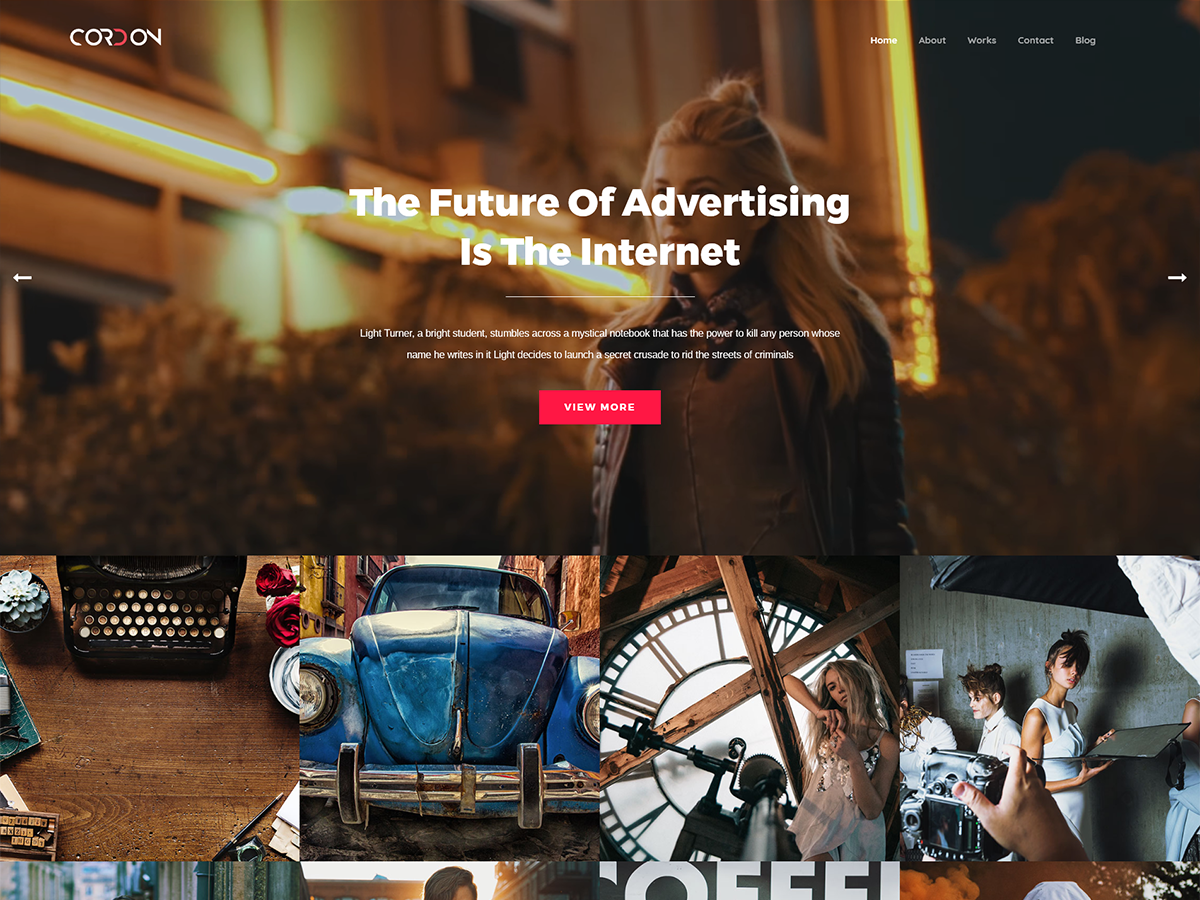 CORDON
Home About Works Contact Blog
The Future Of Advertising
Is The Internet
Light Turner, a bright student, stumbles across a mystical notebook that has the power to kill any person whose
name he writes in it Light decides to launch a secret crusade to rid the streets of criminals
VIEW MORE
COFFEE